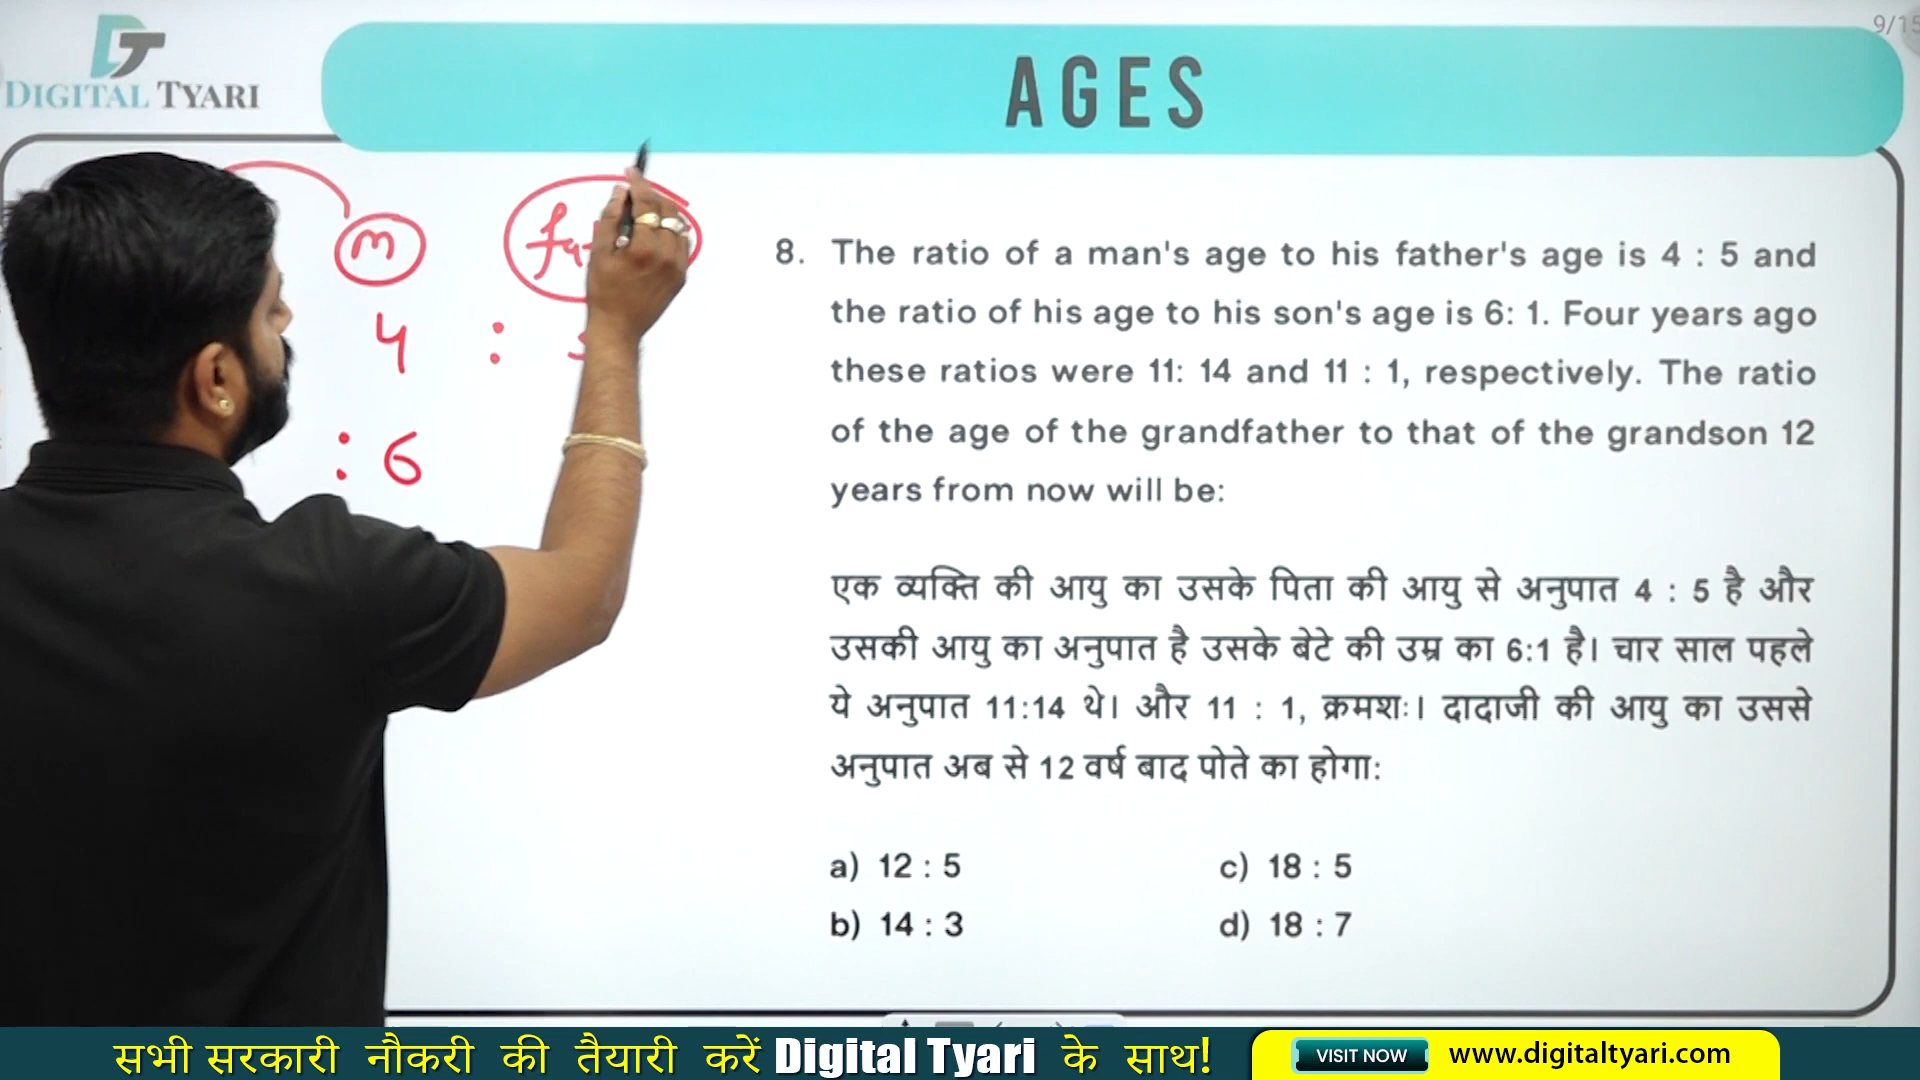 9/15
DIGITAL TYARI
AGES
m
4 :
: 6
8. The ratio of a man's age to his father's age is 4 : 5 and
the ratio of his age to his son's age is 6: 1. Four years ago
these ratios were 11: 14 and 11 : 1, respectively. The ratio
of the age of the grandfather to that of the grandson 12
years from now will be:
एक व्यक्ति की आयु का उसके पिता की आयु से अनुपात 4 : 5 है और
उसकी आयु का अनुपात है उसके बेटे की उम्र का 6:1 है। चार साल पहले
ये अनुपात 11:14 थे। और 11 : 1, क्रमशः। दादाजी की आयु का उससे
अनुपात अब से 12 वर्ष बाद पोते का होगा:
a) 12 : 5
c) 18 : 5
b) 14 : 3
d) 18 : 7
सभी सरकारी नौकरी की तैयारी करें Digital Tyari के साथ!
VISIT NOW www.digitaltyari.com